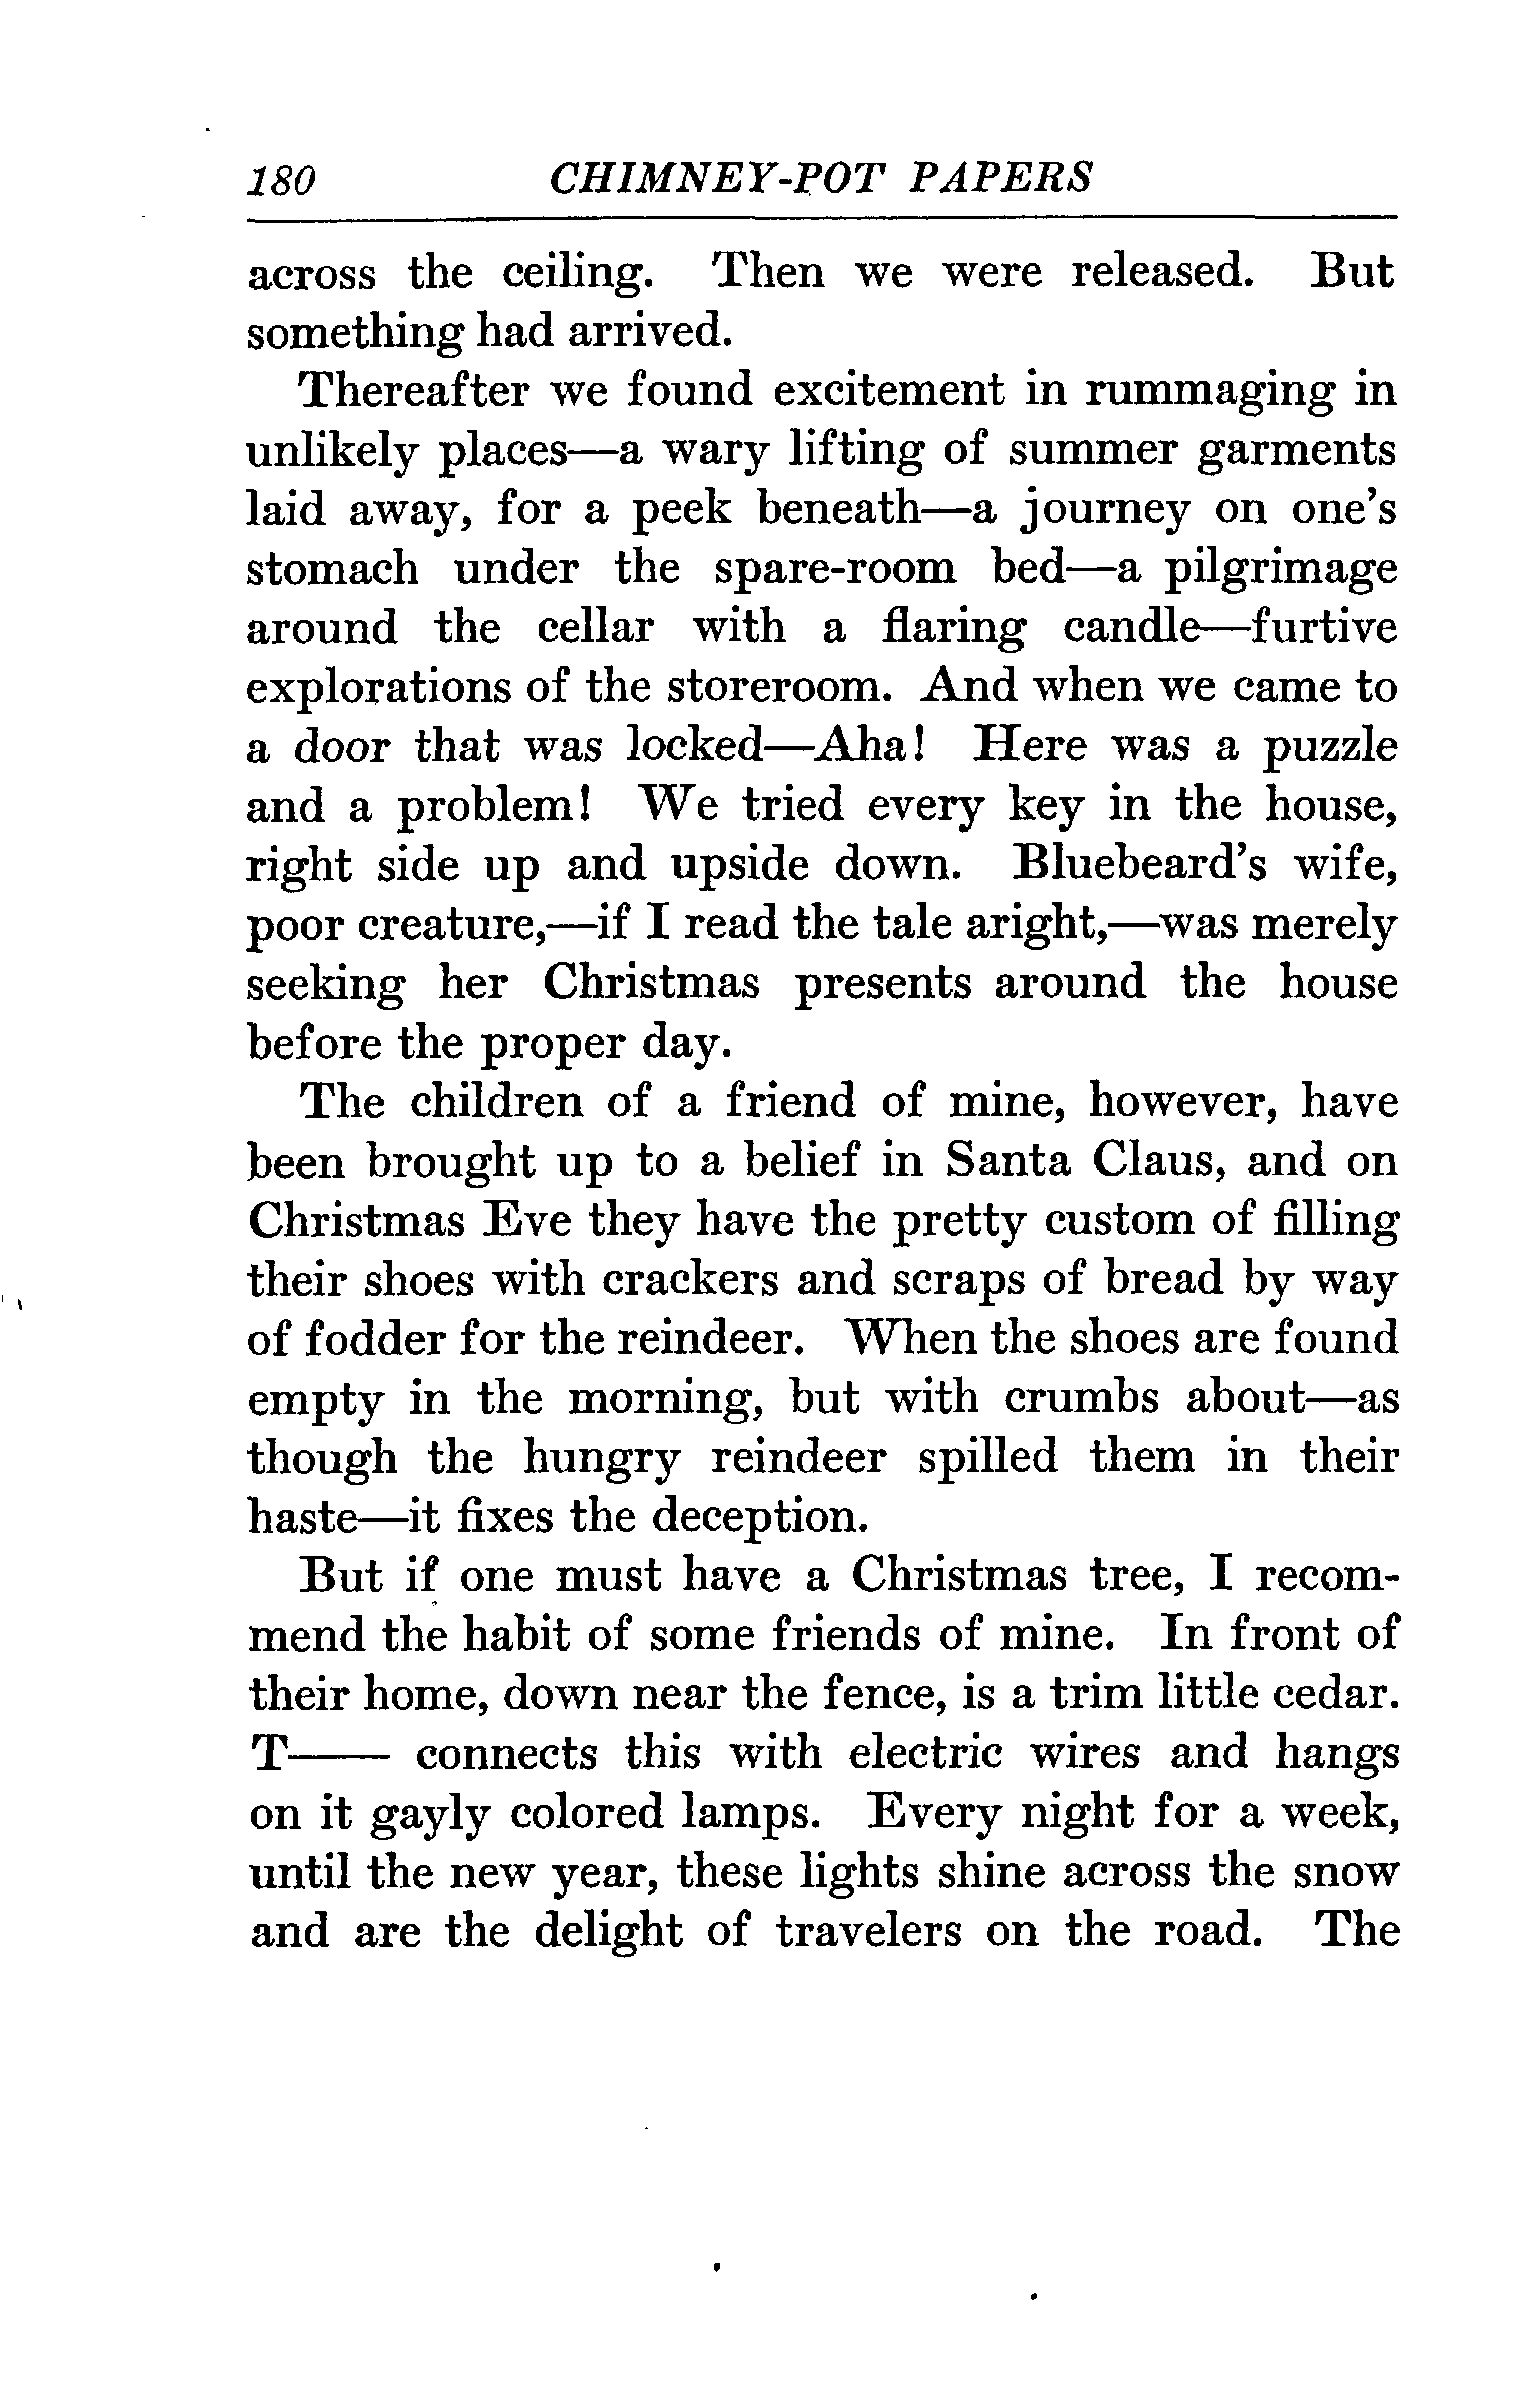 180 CHIMNEY-POT PAPERS
across the ceiling. Then we were released. But
something had arrived.
Thereafter we found excitement in rummaging in
unlikely places—a wary lifting of summer garments
laid away, for a peek beneath—a journey on one's
stomach under the spare-room bed—a pilgrimage
around the cellar with a flaring candle—furtive
explorations of the storeroom. And when we came to
a door that was locked—Aha! Here was a puzzle
and a problem! We tried every key in the house,
right side up and upside down. Bluebeard's wife,
poor creature,—if I read the tale aright,—was merely
seeking her Christmas presents around the house
before the proper day.
The children of a friend of mine, however, have
been brought up to a belief in Santa Claus, and on
Christmas Eve they have the pretty custom of filling
their shoes with crackers and scraps of bread by way
of fodder for the reindeer. When the shoes are found
empty in the morning, but with crumbs about—as
though the hungry reindeer spilled them in their
haste—it fixes the deception.
But if one must have a Christmas tree, I recom-
mend the habit of some friends of mine. In front of
their home, down near the fence, is a trim little cedar.
T—— connects this with electric wires and hangs
on it gayly colored lamps. Every night for a week,
until the new year, these lights shine across the snow
and are the delight of travelers on the road. The